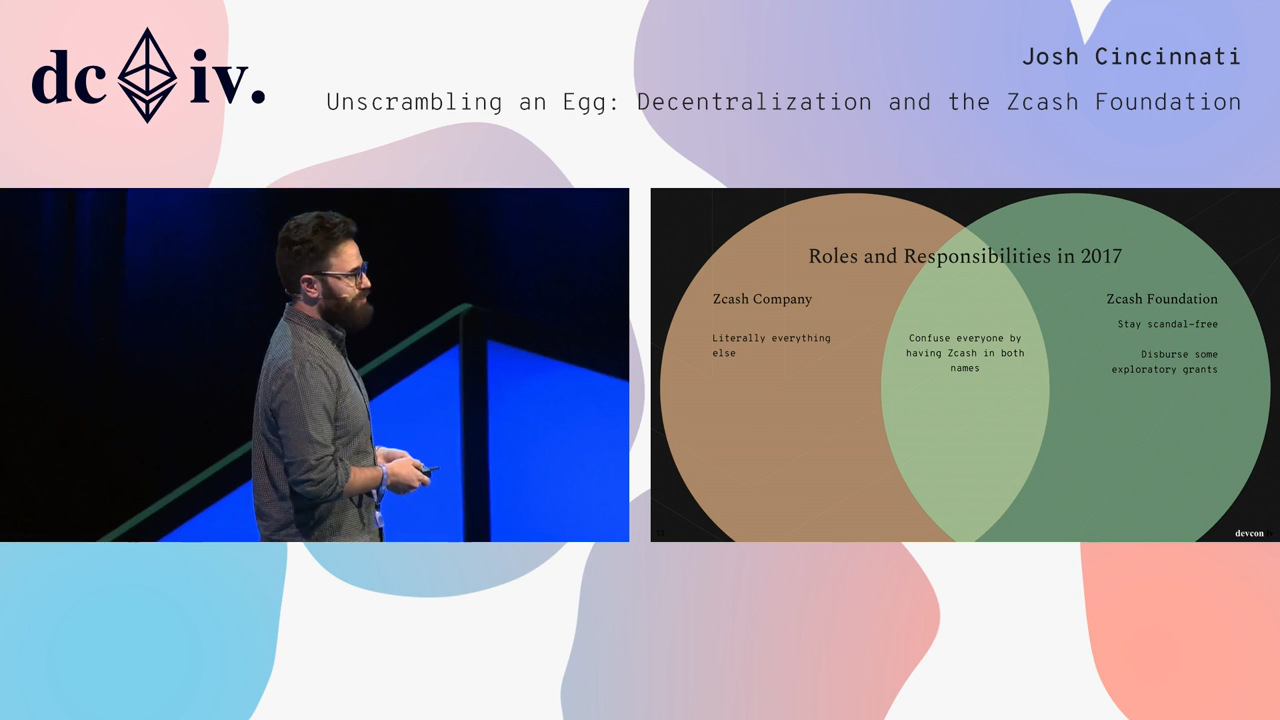 dc iv.
Josh Cincinnati
Unscrambling an Egg: Decentralization and the Zcash Foundation
Roles and Responsibilities in 2017
Zcash Company
Literally everything
else
Confuse everyone by
having Zcash in both
names
Zcash Foundation
Stay scandal-free
Disburse some
exploratory grants
devcon